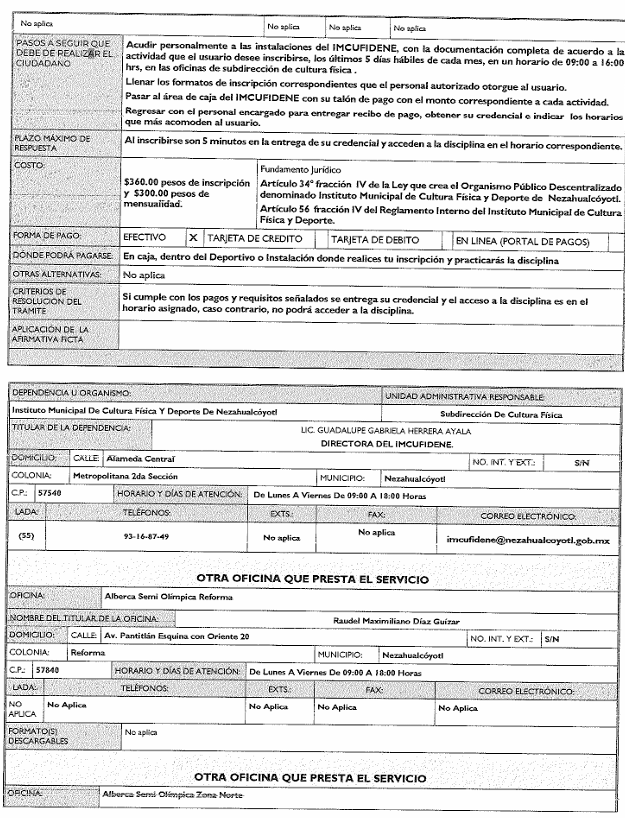 No aplica No aplica No aplica No aplica
PASOS A SEGUIR QUE DEBE DE REALIZAR EL CIUDADANO
Acudir personalmente a las instalaciones del IMCUFIDENE, con la documentación completa de acuerdo a la
actividad que el usuario desee inscribirse, los últimos 5 días hábiles de cada mes, en un horario de 09:00 a 16:00
hrs, en las oficinas de subdirección de cultura física .
Llenar los formatos de inscripción correspondientes que el personal autorizado otorgue al usuario.
Pasar al área de caja del IMCUFIDENE con su talón de pago con el monto correspondiente a cada actividad.
Regresar con el personal encargado para entregar recibo de pago, obtener su credencial e indicar los horarios
que más acomoden al usuario.
PLAZO MÁXIMO DE RESPUESTA
Al inscribirse son 5 minutos en la entrega de su credencial y acceden a la disciplina en el horario correspondiente.
COSTO:
$360.00 pesos de inscripción
y $300.00 pesos de
mensualidad.
Fundamento Jurídico
Artículo 34° fracción IV de la Ley que crea el Organismo Público Descentralizado
denominado Instituto Municipal de Cultura Física y Deporte de Nezahualcóyotl.
Artículo 56 fracción IV del Reglamento Interno del Instituto Municipal de Cultura
Física y Deporte.
FORMA DE PAGO: EFECTIVO X TARJETA DE CREDITO TARJETA DE DEBITO EN LINEA (PORTAL DE PAGOS)
DÓNDE PODRÁ PAGARSE: En caja, dentro del Deportivo o Instalación donde realices tu inscripción y practicarás la disciplina
OTRAS ALTERNATIVAS: No aplica
CRITERIOS DE RESOLUCIÓN DEL TRAMITE
Si cumple con los pagos y requisitos señalados se entrega su credencial y el acceso a la disciplina es en el
horario asignado, caso contrario, no podrá acceder a la disciplina.
APLICACIÓN DE LA AFIRMATIVA FICTA
DEPENDENCIA U ORGANISMO: UNIDAD ADMINISTRATIVA RESPONSABLE:
Instituto Municipal De Cultura Física Y Deporte De Nezahualcóyotl Subdirección De Cultura Física
TITULAR DE LA DEPENDENCIA: LIC. GUADALUPE GABRIELA HERRERA AYALA
DIRECTORA DEL IMCUFIDENE.
DOMICILIO: CALLE: Alameda Central NO. INT. Y EXT.: S/N
COLONIA: Metropolitana 2da Sección MUNICIPIO: Nezahualcóyotl
C.P.: 57540 HORARIO Y DÍAS DE ATENCIÓN: De Lunes A Viernes De 09:00 A 18:00 Horas
LADA: TELÉFONOS: EXTS.: FAX: CORREO ELECTRÓNICO:
(55) 93-16-87-49 No aplica No aplica imcufidene@nezahualcoyotl.gob.mx
OTRA OFICINA QUE PRESTA EL SERVICIO
OFICINA: Alberca Semi Olímpica Reforma
NOMBRE DEL TITULAR DE LA OFICINA: Raudel Maximiliano Díaz Guízar
DOMICILIO: CALLE: Av. Pantitlán Esquina con Oriente 20 NO. INT. Y EXT.: S/N
COLONIA: Reforma MUNICIPIO: Nezahualcóyotl
C.P.: 57840 HORARIO Y DÍAS DE ATENCIÓN: De Lunes A Viernes De 09:00 A 18:00 Horas
LADA: TELÉFONOS: EXTS.: FAX: CORREO ELECTRÓNICO:
NO APLICA No Aplica No Aplica No Aplica No Aplica
FORMATO(S) DESCARGABLES
No aplica
OTRA OFICINA QUE PRESTA EL SERVICIO
OFICINA: Alberca Semi Olímpica Zona Norte